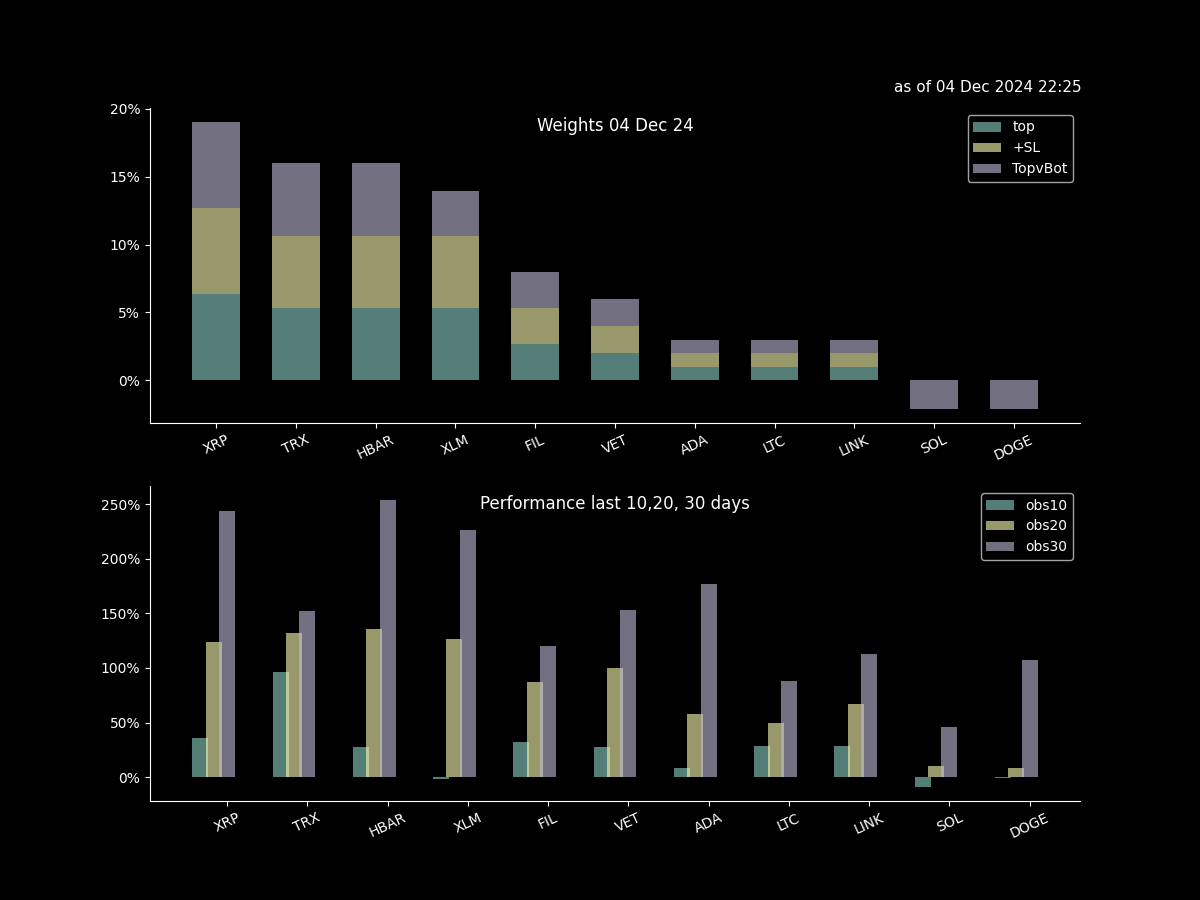 as of 04 Dec 2024 22:25
Weights 04 Dec 24
20%
15%
10%
5%
0%
top
+SL
TopvBot
XRP TRX HBAR XLM FIL VET ADA LTC LINK SOL DOGE
Performance last 10,20, 30 days
250%
200%
150%
100%
50%
0%
obs10
obs20
obs30
XRP TRX HBAR XLM FIL VET ADA LTC LINK SOL DOGE